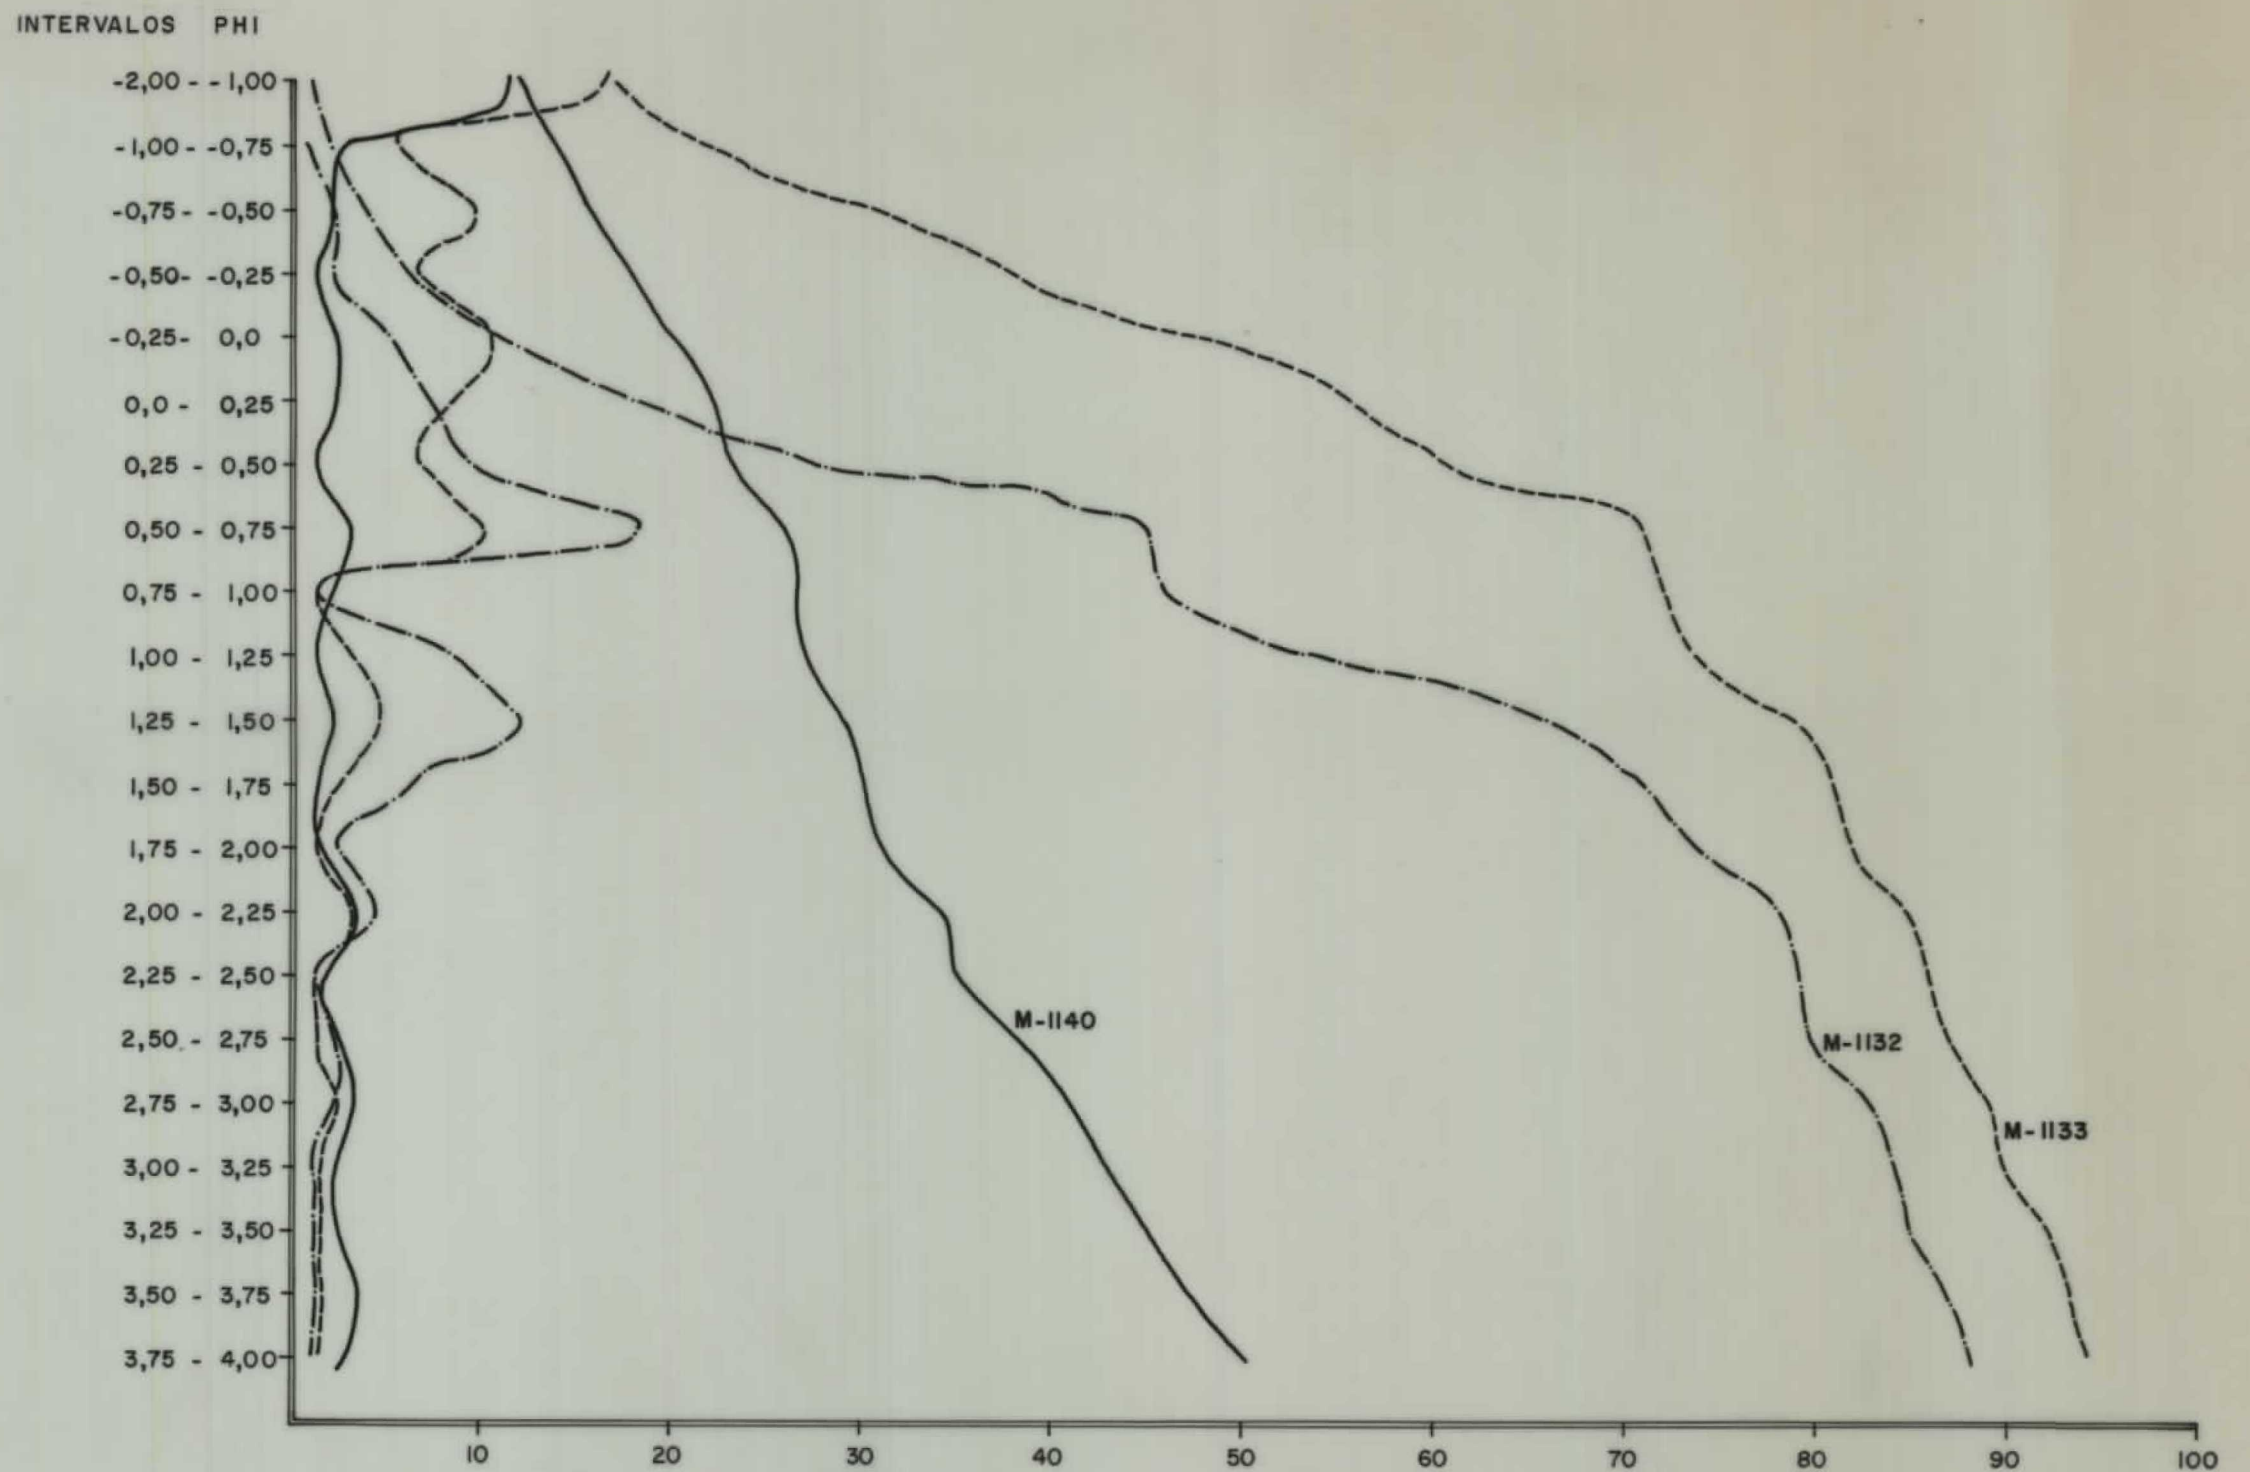 INTERVALOS PHI
-2,00 - -1,00
-1,00 - -0,75
-0,75 - -0,50
-0,50 - -0,25
-0,25 - 0,0
0,0 - 0,25
0,25 - 0,50
0,50 - 0,75
0,75 - 1,00
1,00 - 1,25
1,25 - 1,50
1,50 - 1,75
1,75 - 2,00
2,00 - 2,25
2,25 - 2,50
M-1140
2,50 - 2,75
M-1132
2,75 - 3,00
M-1133
3,00 - 3,25
3,25 - 3,50
3,50 - 3,75
3,75 - 4,00
10 20 30 40 50 60 70 80 90 100